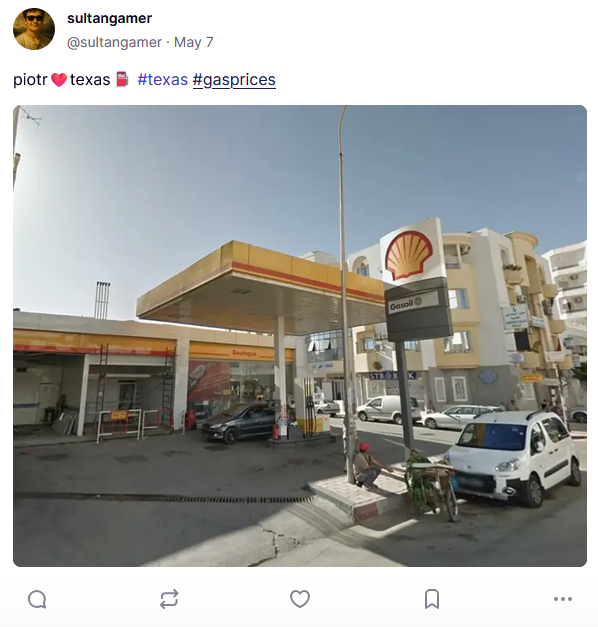 sultangamer
@sultangamer · May 7
piotr❤️texas⛽ #texas #gasprices
Gasoil
Boutique
STB BANK